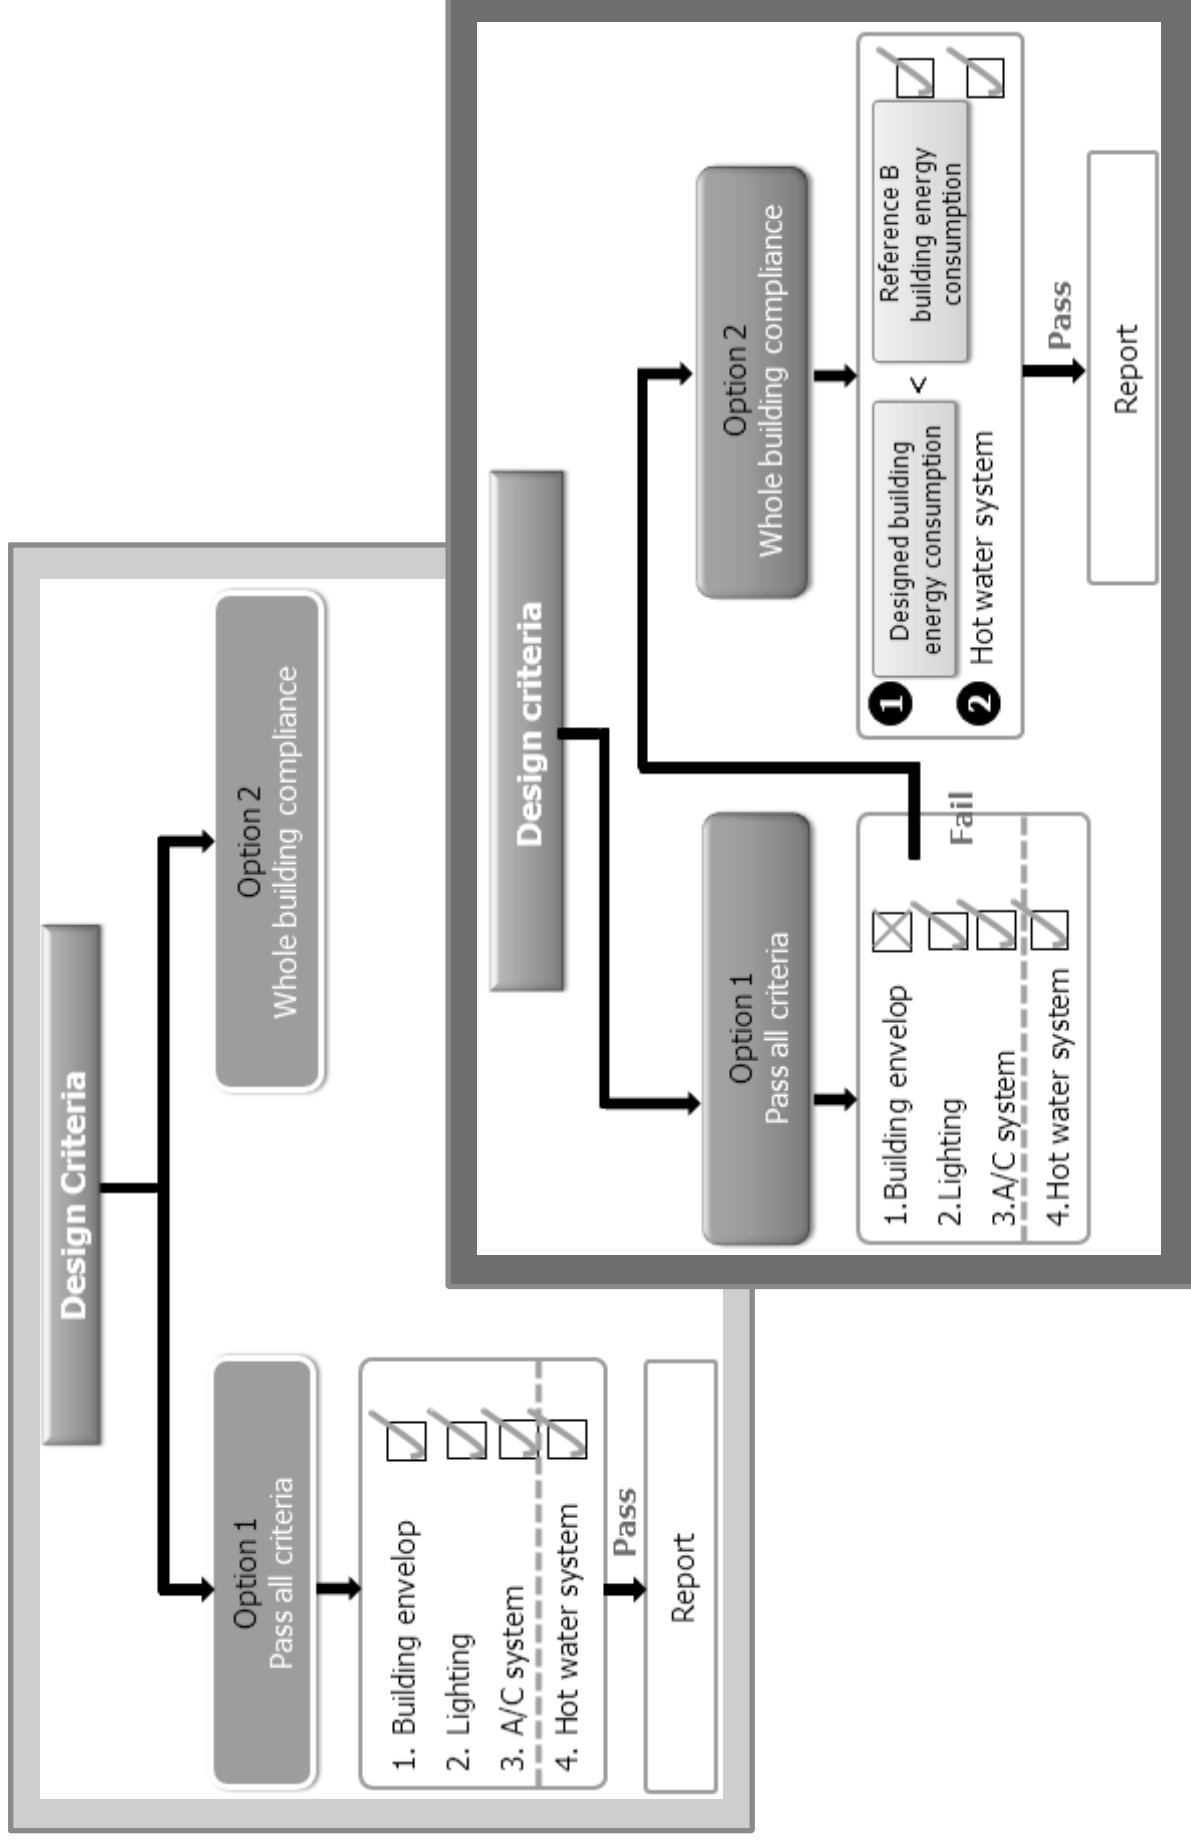 Design Criteria
Option 1
Pass all criteria
Option 2
Whole building compliance
1. Building envelop
2. Lighting
3. A/C system
4. Hot water system
Pass
Report
Design criteria
Option 1
Pass all criteria
1.Building envelop
2.Lighting
3.A/C system
4.Hot water system
Fail
Option 2
Whole building compliance
1
Designed building
energy consumption
<
Reference B
building energy
consumption
2 Hot water system
Pass
Report